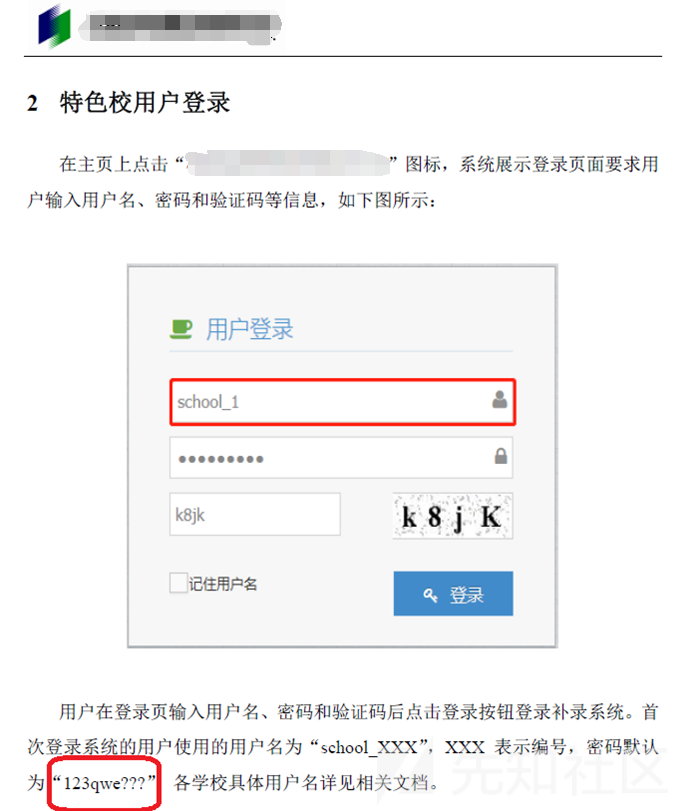 2 特色校用户登录
在主页上点击“ ”图标，系统展示登录页面要求用
户输入用户名、密码和验证码等信息，如下图所示：
用户登录
school_1
•••••••••
k8jk
k8jK
记住用户名
登录
用户在登录页输入用户名、密码和验证码后点击登录按钮登录补录系统。首
次登录系统的用户使用的用户名为“school_XXX”，XXX 表示编号，密码默认
为“123qwe???” 各学校具体用户名详见相关文档。
先知社区